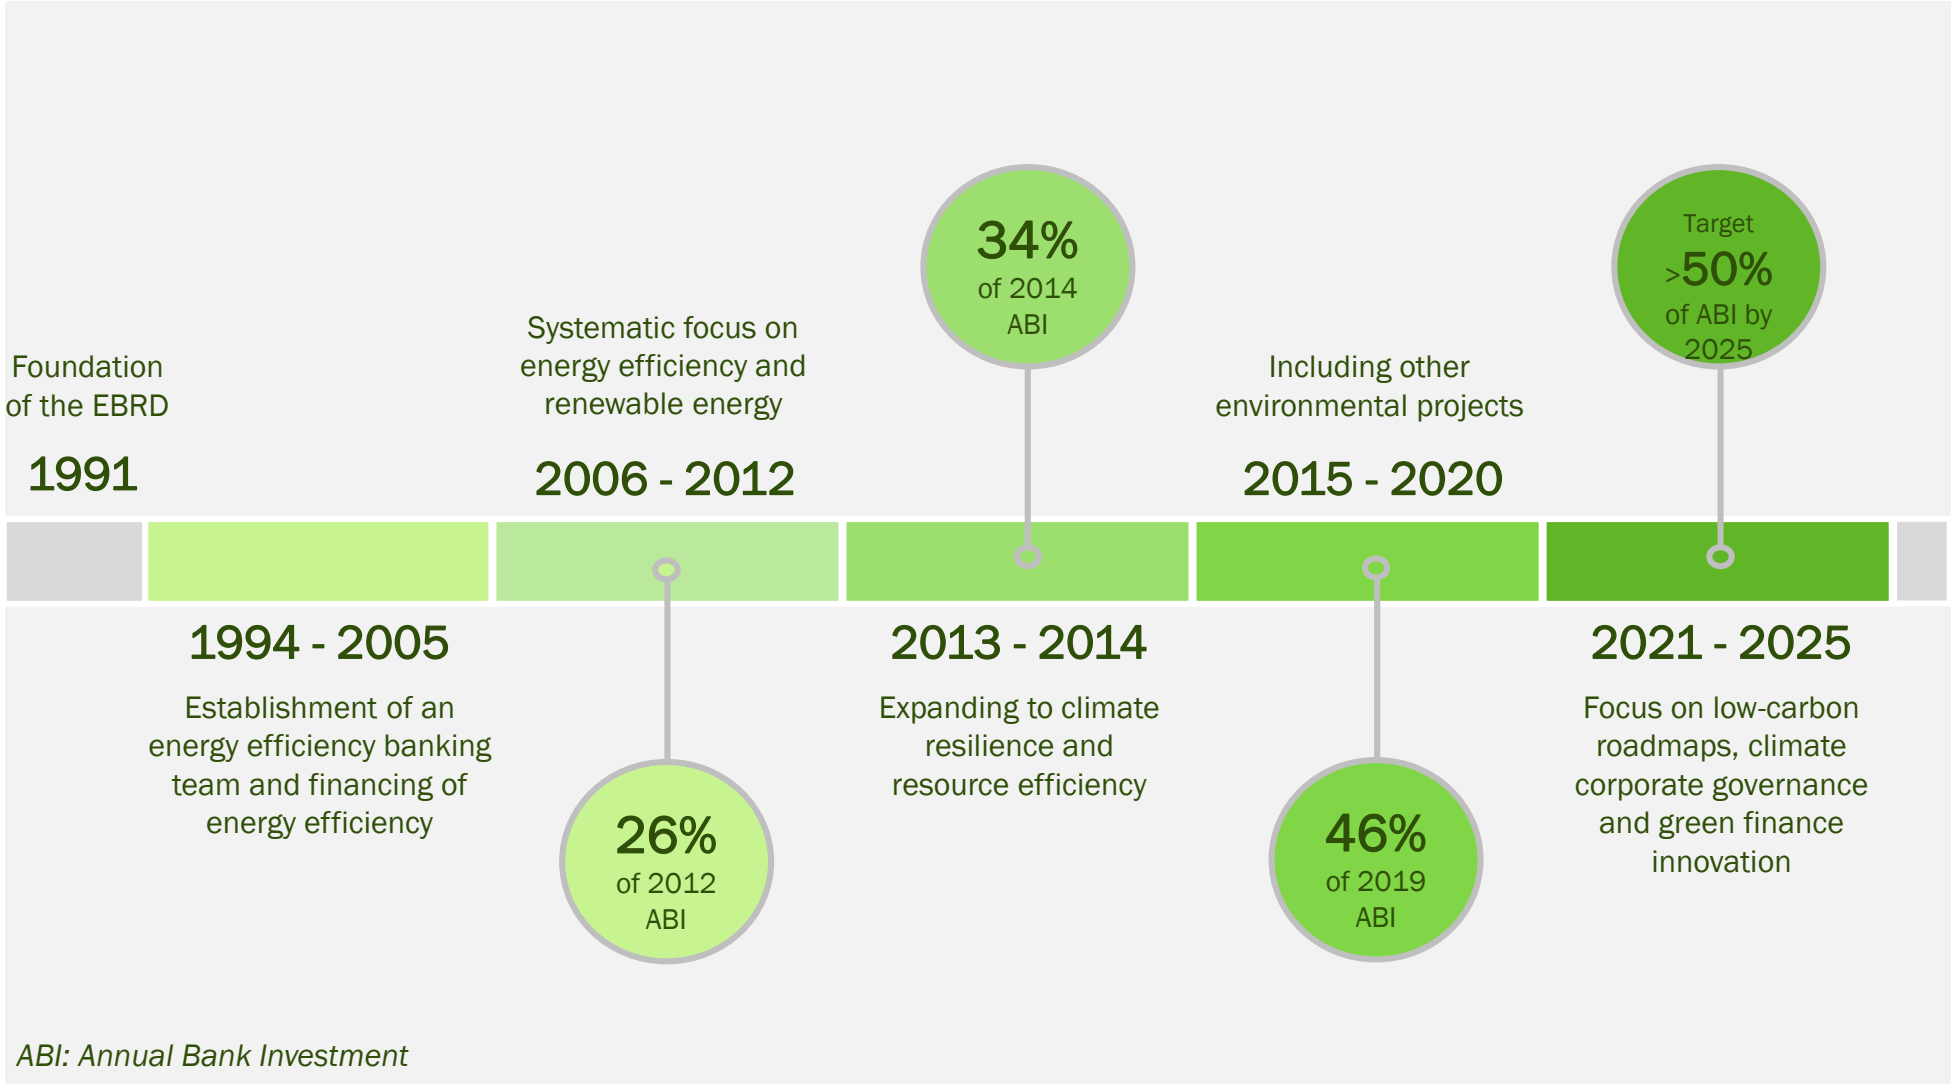 Foundation
of the EBRD
1991
1994 - 2005
Establishment of an
energy efficiency banking
team and financing of
energy efficiency
Systematic focus on
energy efficiency and
renewable energy
2006 - 2012
26%
of 2012
ABI
34%
of 2014
ABI
2013 - 2014
Expanding to climate
resilience and
resource efficiency
Including other
environmental projects
2015 - 2020
46%
of 2019
ABI
Target
>50%
of ABI by
2025
2021 - 2025
Focus on low-carbon
roadmaps, climate
corporate governance
and green finance
innovation
ABI: Annual Bank Investment